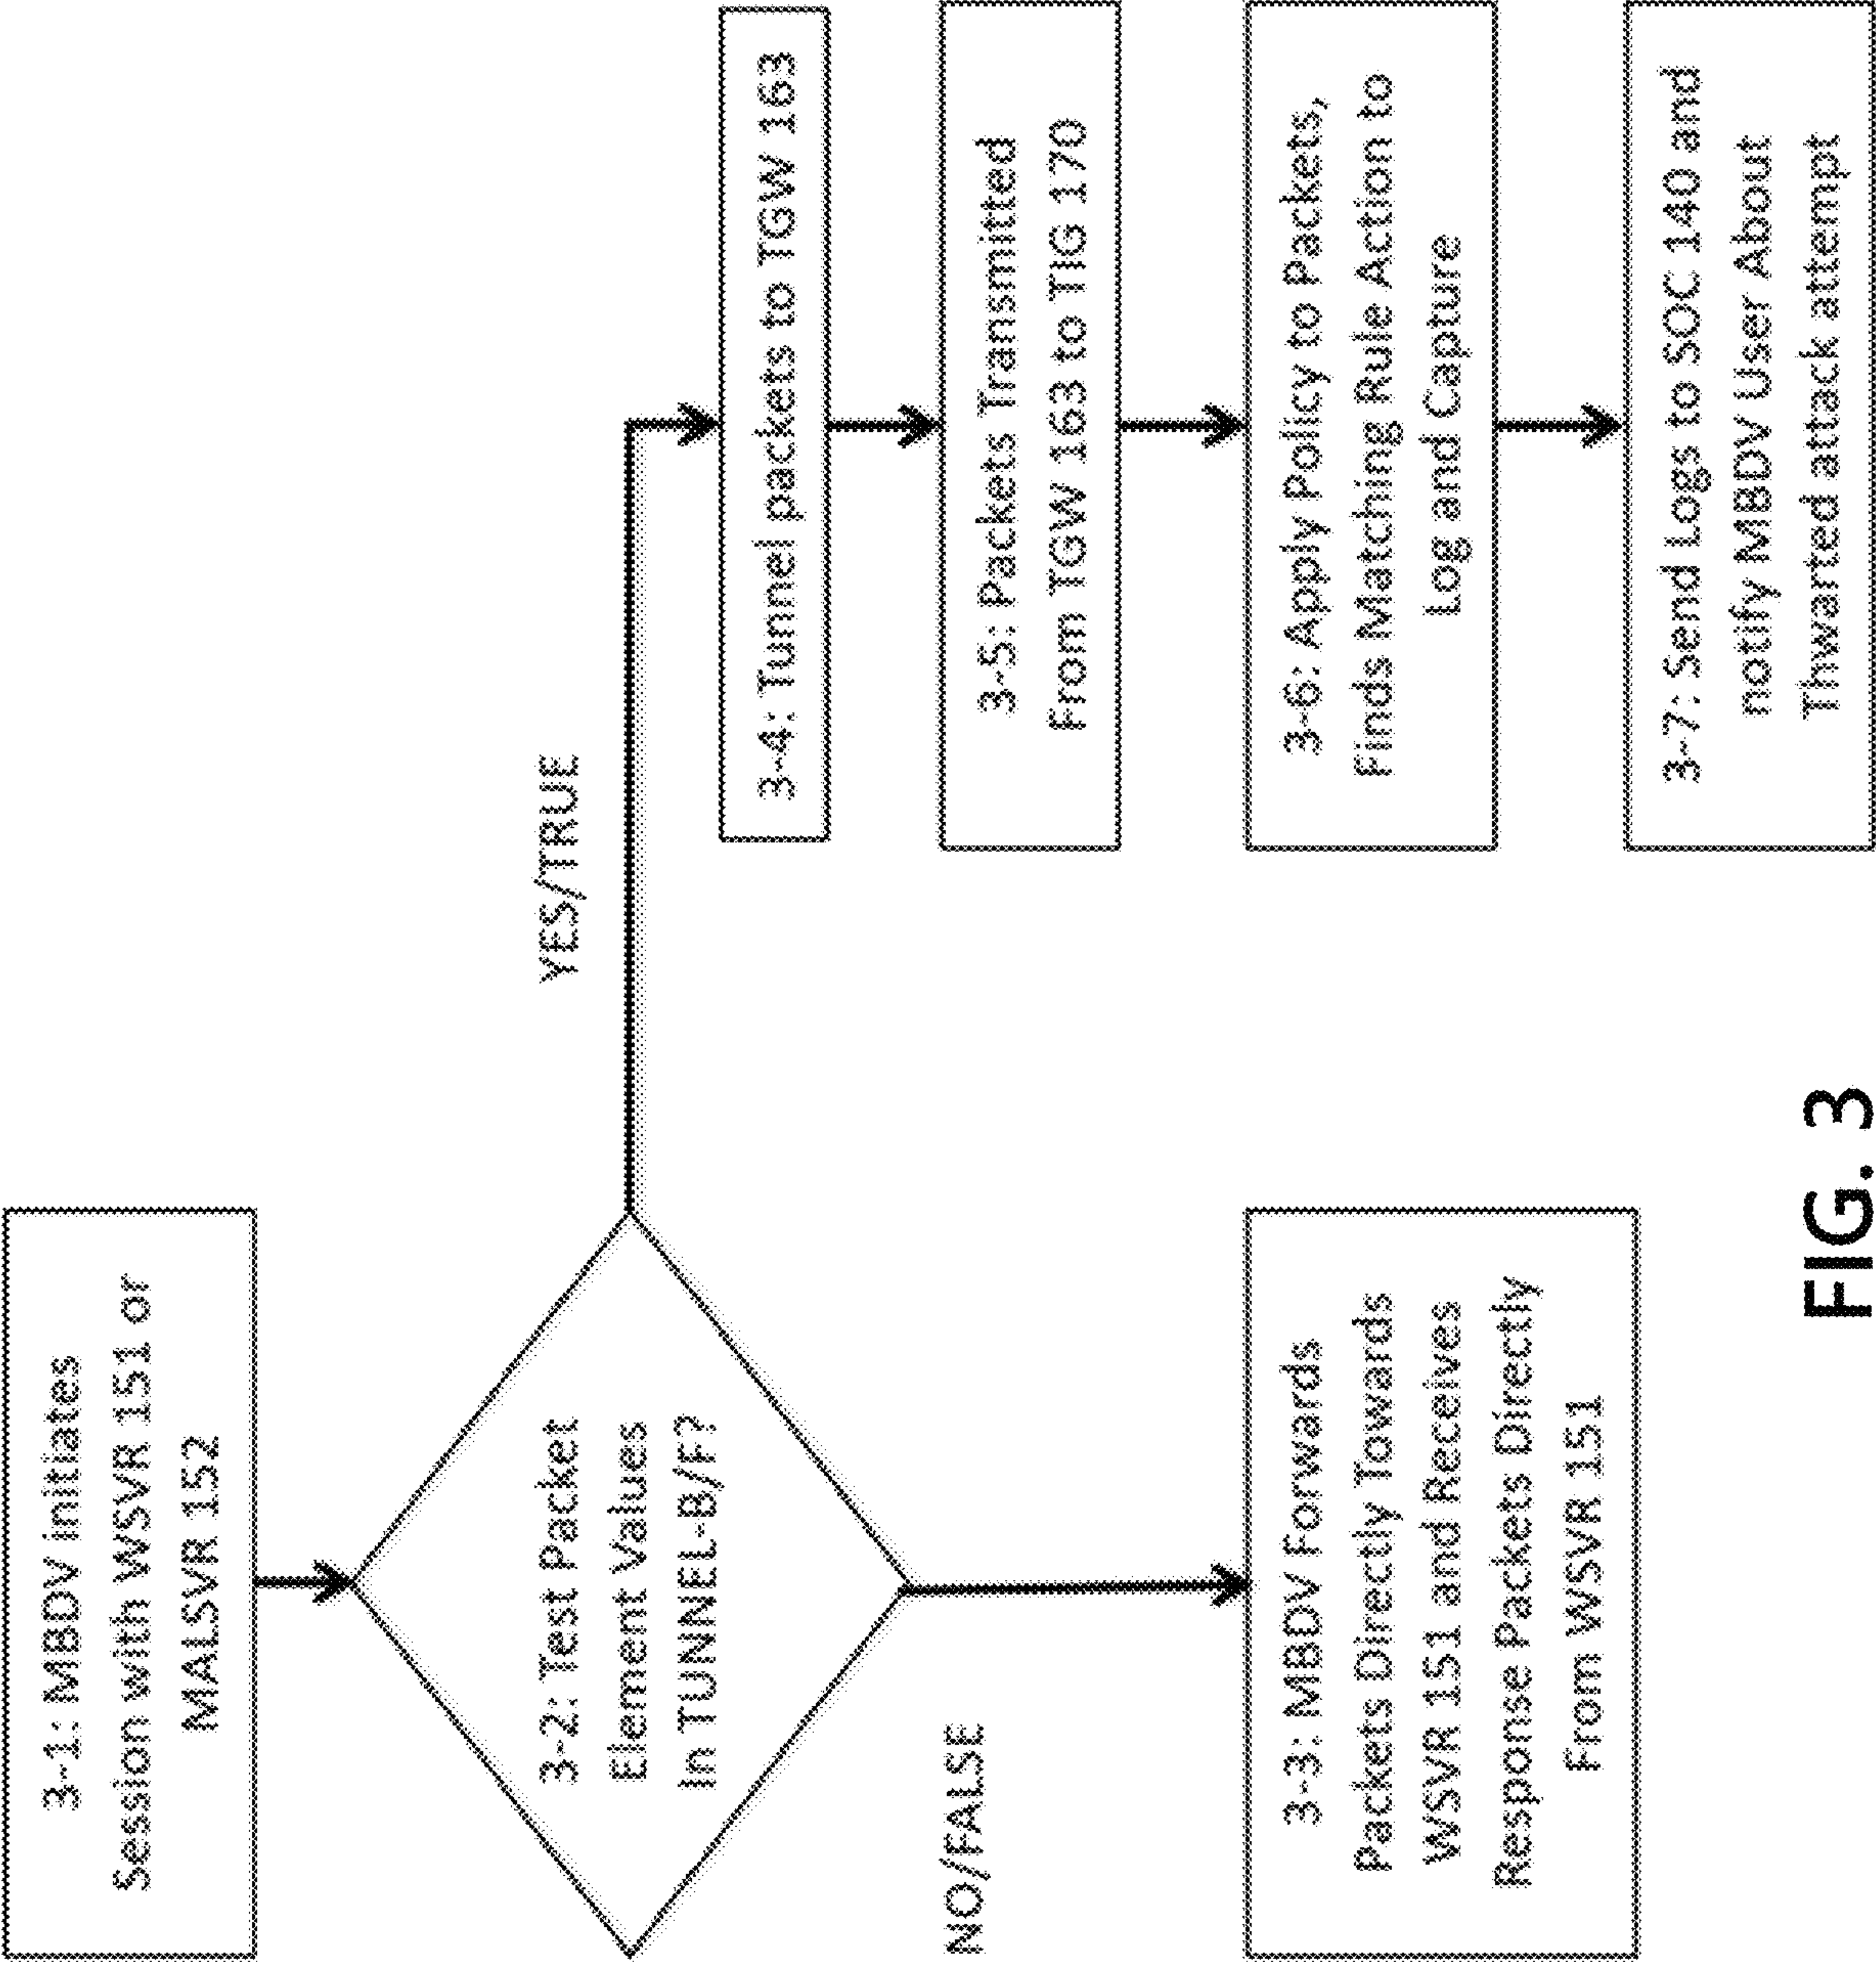 3-1: MBDV initiates
Session with WSVR 151 or
MALSVR 152
3-2: Test Packet
Element Values
In TUNNEL-B/F?
YES/TRUE
NO/FALSE
3-3: MBDV Forwards
Packets Directly Towards
WSVR 151 and Receives
Response Packets Directly
From WSVR 151
3-4: Tunnel packets to TGW 163
3-5: Packets Transmitted
From TGW 163 to TIG 170
3-6: Apply Policy to Packets,
Finds Matching Rule Action to
Log and Capture
3-7: Send Logs to SOC 140 and
notify MBDV User About
Thwarted attack attempt
FIG. 3